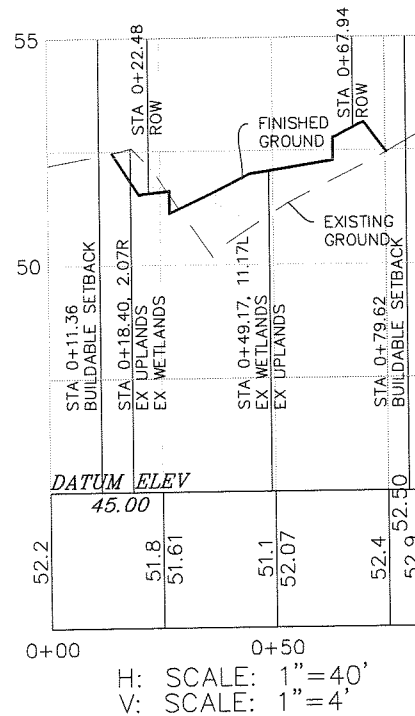 55
STA 0+22.48
ROW
STA 0+67.94
ROW
FINISHED
GROUND
EXISTING
GROUND
50
STA 0+11.36
BUILDABLE SETBACK
STA 0+18.40, 2.07R
EX UPLANDS
EX WETLANDS
STA 0+49.17, 11.17L
EX WETLANDS
EX UPLANDS
STA 0+79.62
BUILDABLE SETBACK
DATUM ELEV
45.00
52.2
51.8
51.61
51.1
52.07
52.4
52.50
52.9
0+00
0+50
H: SCALE: 1"=40'
V: SCALE: 1"=4'